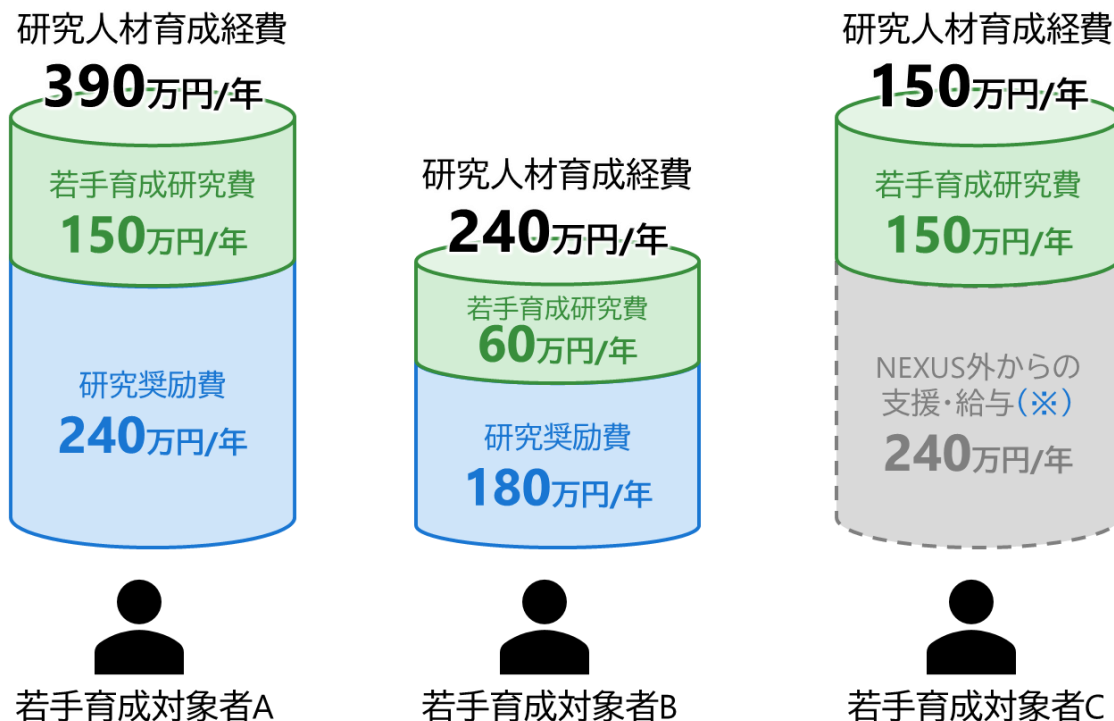 研究人材育成経費
390万円/年
若手育成研究費
150万円/年
研究奨励費
240万円/年
若手育成対象者A
研究人材育成経費
240万円/年
若手育成研究費
60万円/年
研究奨励費
180万円/年
若手育成対象者B
研究人材育成経費
150万円/年
若手育成研究費
150万円/年
NEXUS外からの
支援・給与(※)
240万円/年
若手育成対象者C